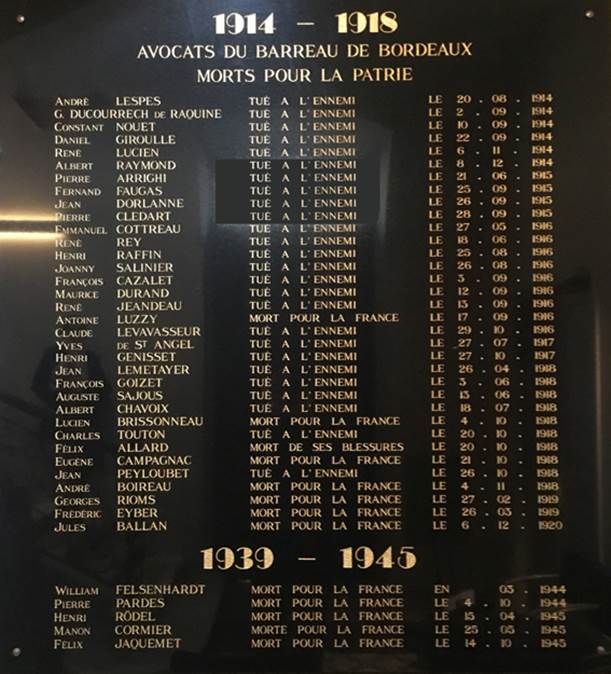 1914 – 1918
AVOCATS DU BARREAU DE BORDEAUX
MORTS POUR LA PATRIE
ANDRÉ LESPES TUÉ A L'ENNEMI LE 20 . 08 . 1914
G. DUCOURRECH DE RAQUINE TUÉ A L'ENNEMI LE 2 . 09 . 1914
CONSTANT NOUET TUÉ A L'ENNEMI LE 10 . 09 . 1914
DANIEL GIROULLE TUÉ A L'ENNEMI LE 22 . 09 . 1914
RENÉ LUCIEN TUÉ A L'ENNEMI LE 6 . 11 . 1914
ALBERT RAYMOND TUÉ A L'ENNEMI LE 8 . 12 . 1914
PIERRE ARRIGHI TUÉ A L'ENNEMI LE 21 . 06 . 1915
FERNAND FAUGAS TUÉ A L'ENNEMI LE 25 . 09 . 1915
JEAN DORLANNE TUÉ A L'ENNEMI LE 26 . 09 . 1915
PIERRE CLEDART TUÉ A L'ENNEMI LE 28 . 09 . 1915
EMMANUEL COTTREAU TUÉ A L'ENNEMI LE 27 . 05 . 1916
RENÉ REY TUÉ A L'ENNEMI LE 18 . 06 . 1916
HENRI RAFFIN TUÉ A L'ENNEMI LE 25 . 08 . 1916
JOANNY SALINIER TUÉ A L'ENNEMI LE 26 . 08 . 1916
FRANÇOIS CAZALET TUÉ A L'ENNEMI LE 3 . 09 . 1916
MAURICE DURAND TUÉ A L'ENNEMI LE 12 . 09 . 1916
RENÉ JEANDEAU TUÉ A L'ENNEMI LE 13 . 09 . 1916
ANTOINE LUZZY MORT POUR LA FRANCE LE 17 . 09 . 1916
CLAUDE LEVAVASSEUR TUÉ A L'ENNEMI LE 29 . 10 . 1916
YVES DE ST ANGEL TUÉ A L'ENNEMI LE 27 . 07 . 1917
HENRI GENISSET TUÉ A L'ENNEMI LE 27 . 10 . 1917
JEAN LEMETAYER TUÉ A L'ENNEMI LE 26 . 04 . 1918
FRANÇOIS GOIZET TUÉ A L'ENNEMI LE 3 . 06 . 1918
AUGUSTE SAJOUS TUÉ A L'ENNEMI LE 13 . 06 . 1918
ALBERT CHAVOIX TUÉ A L'ENNEMI LE 18 . 07 . 1918
LUCIEN BRISSONNEAU MORT POUR LA FRANCE LE 4 . 10 . 1918
CHARLES TOUTON TUÉ A L'ENNEMI LE 20 . 10 . 1918
FÉLIX ALLARD MORT DE SES BLESSURES LE 20 . 10 . 1918
EUGÈNE CAMPAGNAC MORT POUR LA FRANCE LE 21 . 10 . 1918
JEAN PEYLOUBET TUÉ A L'ENNEMI LE 26 . 10 . 1918
ANDRÉ BOIREAU MORT POUR LA FRANCE LE 4 . 11 . 1918
GEORGES RIOMS MORT POUR LA FRANCE LE 27 . 02 . 1919
FRÉDÉRIC EYBER MORT POUR LA FRANCE LE 26 . 03 . 1919
JULES BALLAN MORT POUR LA FRANCE LE 6 . 12 . 1920
1939 – 1945
WILLIAM FELSENHARDT MORT POUR LA FRANCE EN 03 . 1944
PIERRE PARDES MORT POUR LA FRANCE LE 4 . 10 . 1944
HENRI RÖDEL MORT POUR LA FRANCE LE 15 . 04 . 1945
MANON CORMIER MORTE POUR LA FRANCE LE 25 . 05 . 1945
FÉLIX JAQUEMET MORT POUR LA FRANCE LE 14 . 10 . 1945